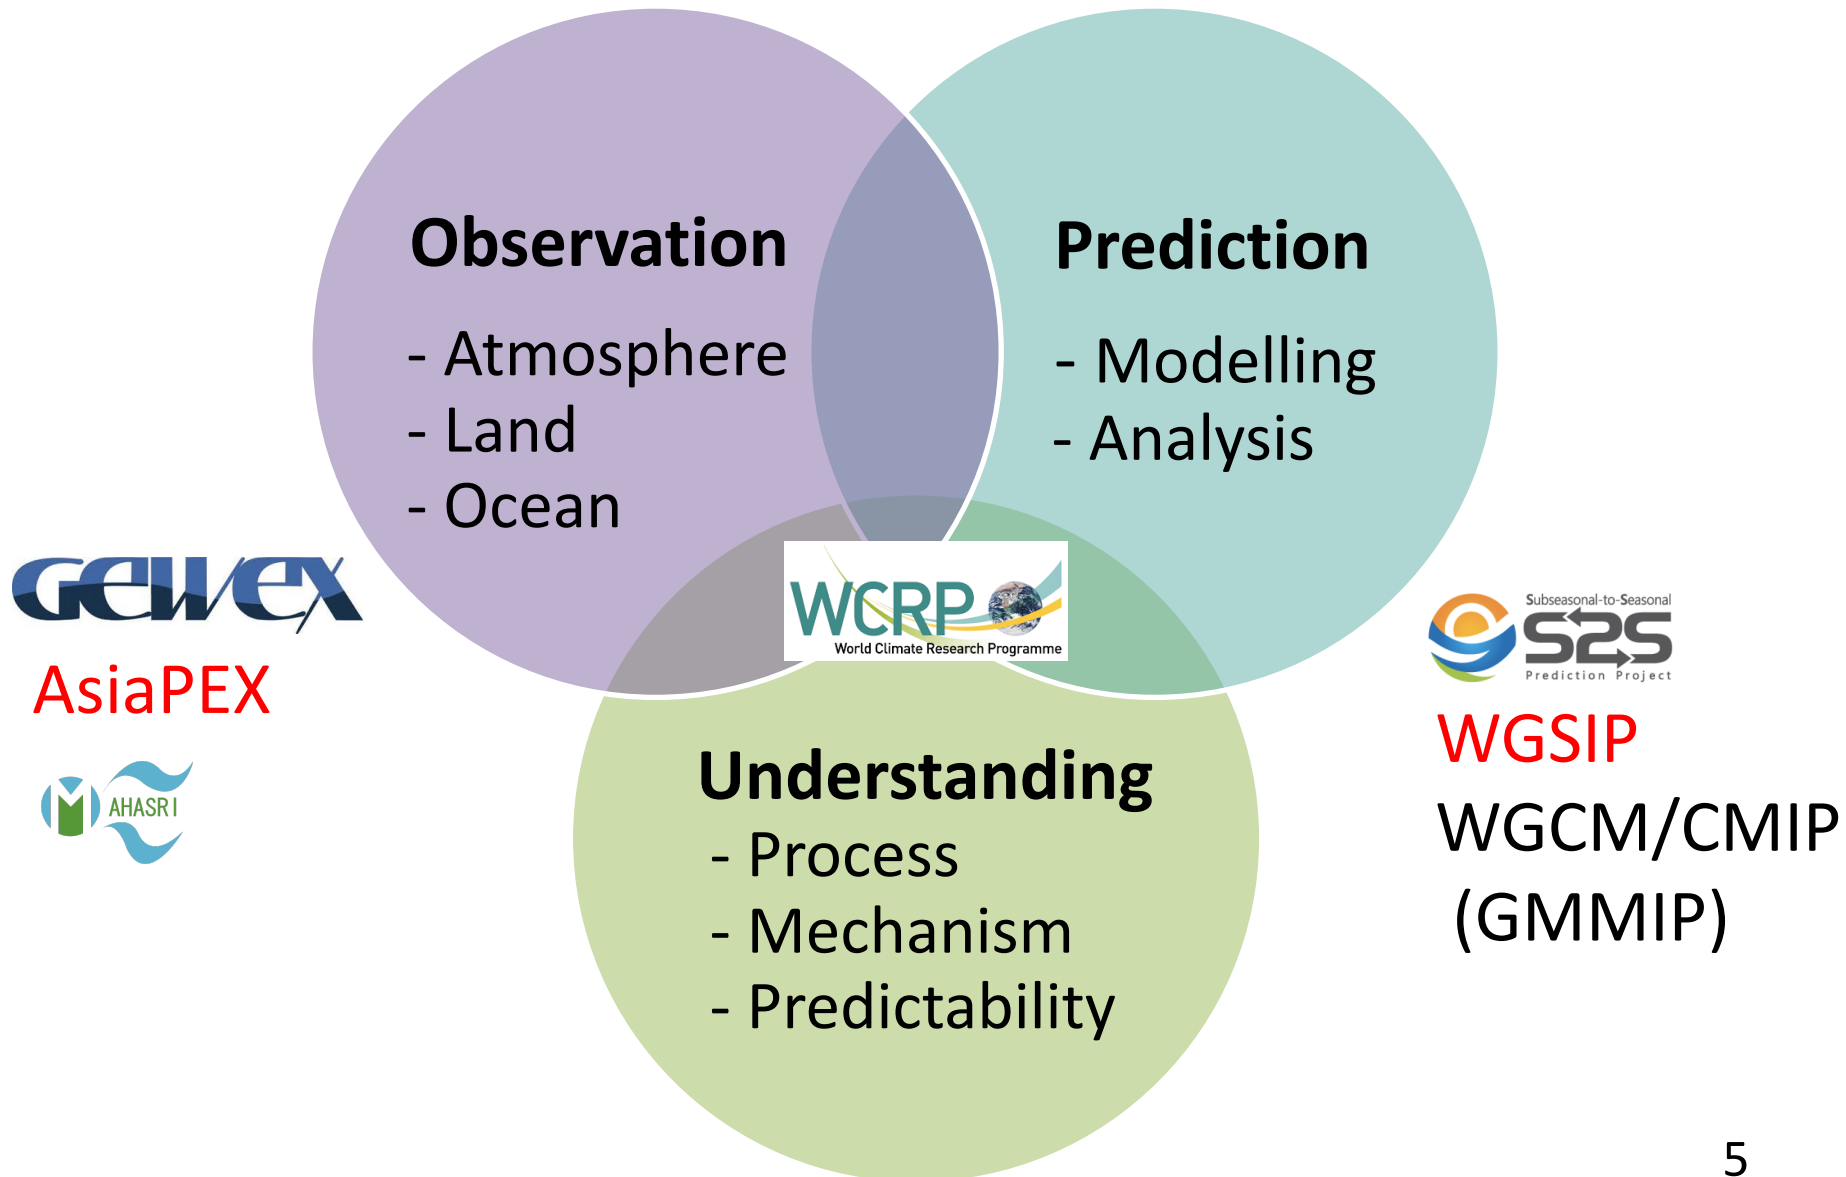 Observation
- Atmosphere
- Land
- Ocean
Prediction
- Modelling
- Analysis
GEWEX
AsiaPEX
MAHASRI
WCRP
World Climate Research Programme
Subseasonal-to-Seasonal
S2S
Prediction Project
WGSIP
WGCM/CMIP
(GMMIP)
Understanding
- Process
- Mechanism
- Predictability
5